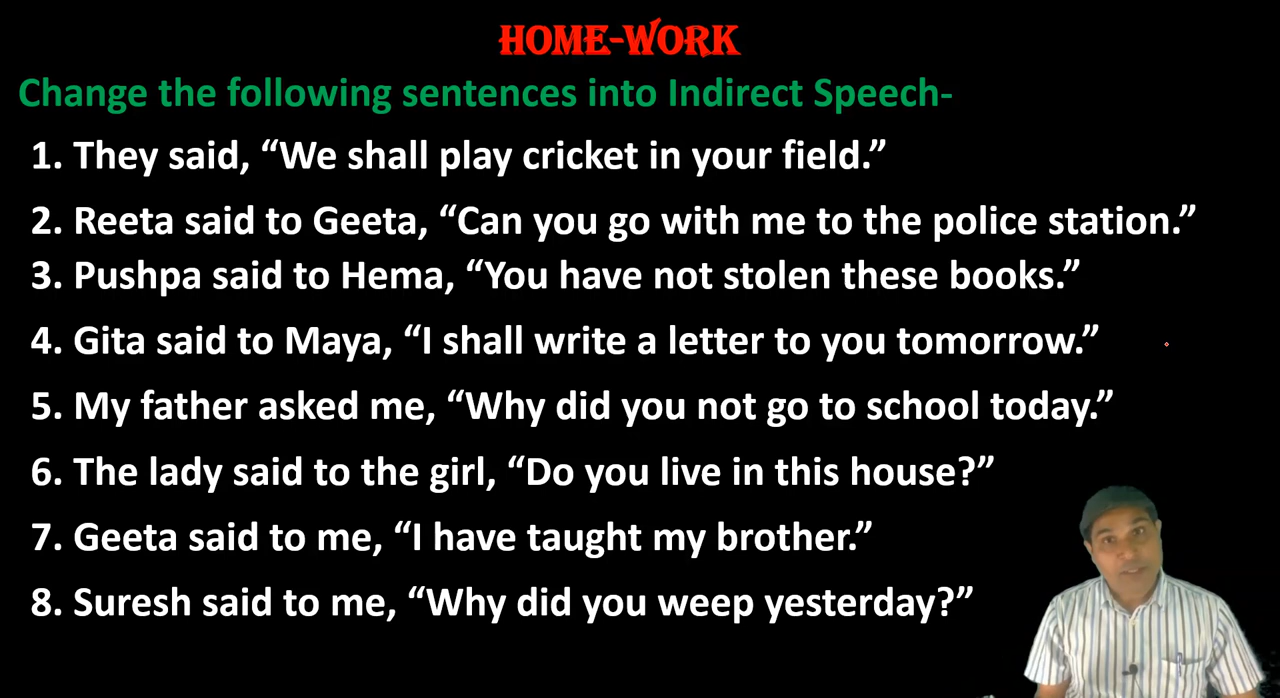 HOME-WORK
Change the following sentences into Indirect Speech-
1. They said, “We shall play cricket in your field.”
2. Reeta said to Geeta, “Can you go with me to the police station.”
3. Pushpa said to Hema, “You have not stolen these books.”
4. Gita said to Maya, “I shall write a letter to you tomorrow.”
5. My father asked me, “Why did you not go to school today.”
6. The lady said to the girl, “Do you live in this house?”
7. Geeta said to me, “I have taught my brother.”
8. Suresh said to me, “Why did you weep yesterday?”